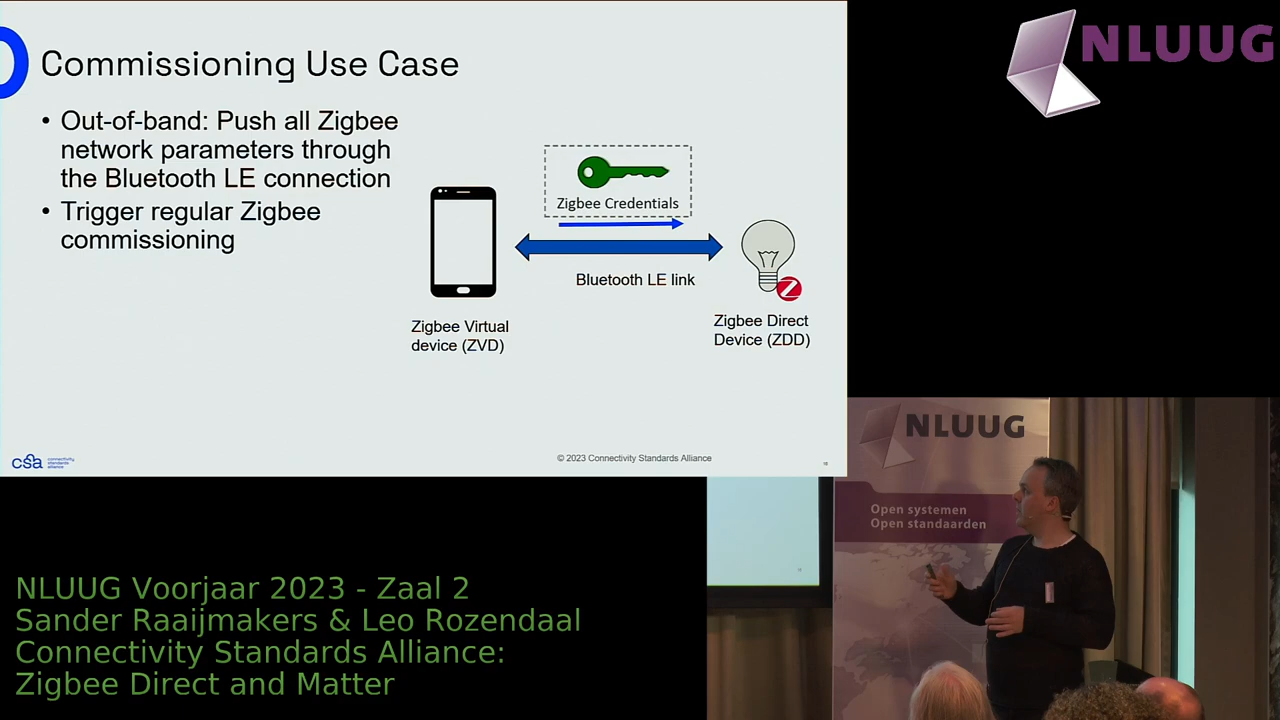 Commissioning Use Case
• Out-of-band: Push all Zigbee
network parameters through
the Bluetooth LE connection
• Trigger regular Zigbee
commissioning
Zigbee Credentials
Bluetooth LE link
Zigbee Virtual
device (ZVD)
Zigbee Direct
Device (ZDD)
csa connectivity
standards
alliance
© 2023 Connectivity Standards Alliance
NLUUG
NLUUG
Open systemen
Open standaarden
NLUUG Voorjaar 2023 - Zaal 2
Sander Raaijmakers & Leo Rozendaal
Connectivity Standards Alliance:
Zigbee Direct and Matter